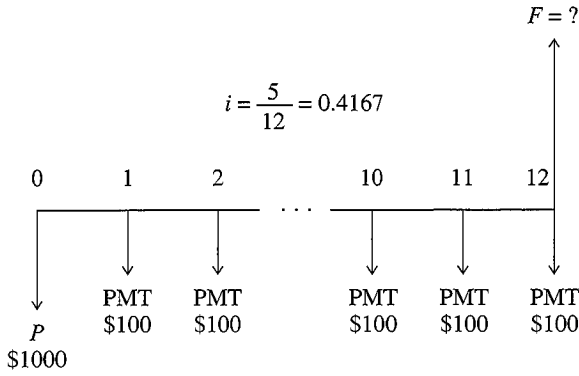 F = ?
i = 5/12 = 0.4167
0 1 2 10 11 12
. . .
PMT PMT PMT PMT PMT
$100 $100 $100 $100 $100
P
$1000